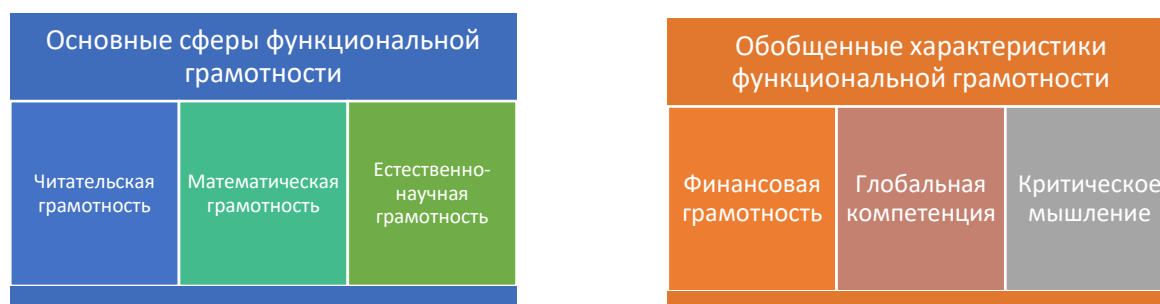 Основные сферы функциональной
грамотности
Читательская
грамотность
Математическая
грамотность
Естественно-
научная
грамотность
Обобщенные характеристики
функциональной грамотности
Финансовая
грамотность
Глобальная
компетенция
Критическое
мышление